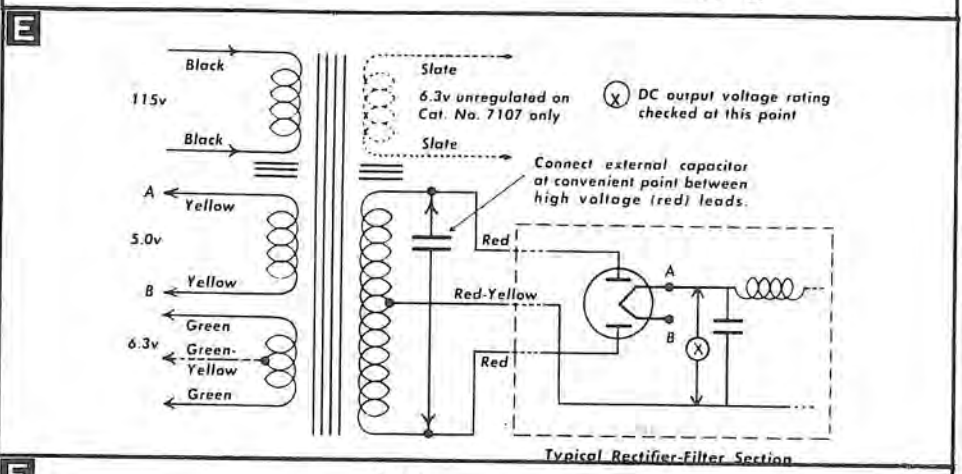 E
Black
115v
Black
Slate
6.3v unregulated on
Cat. No. 7107 only
Slate
X
DC output voltage rating
checked at this point
Connect external capacitor
at convenient point between
high voltage (red) leads.
A
Yellow
5.0v
B
Yellow
Green
6.3v
Green-
Yellow
Green
Red
Red-Yellow
Red
A
B
X
Typical Rectifier-Filter Section